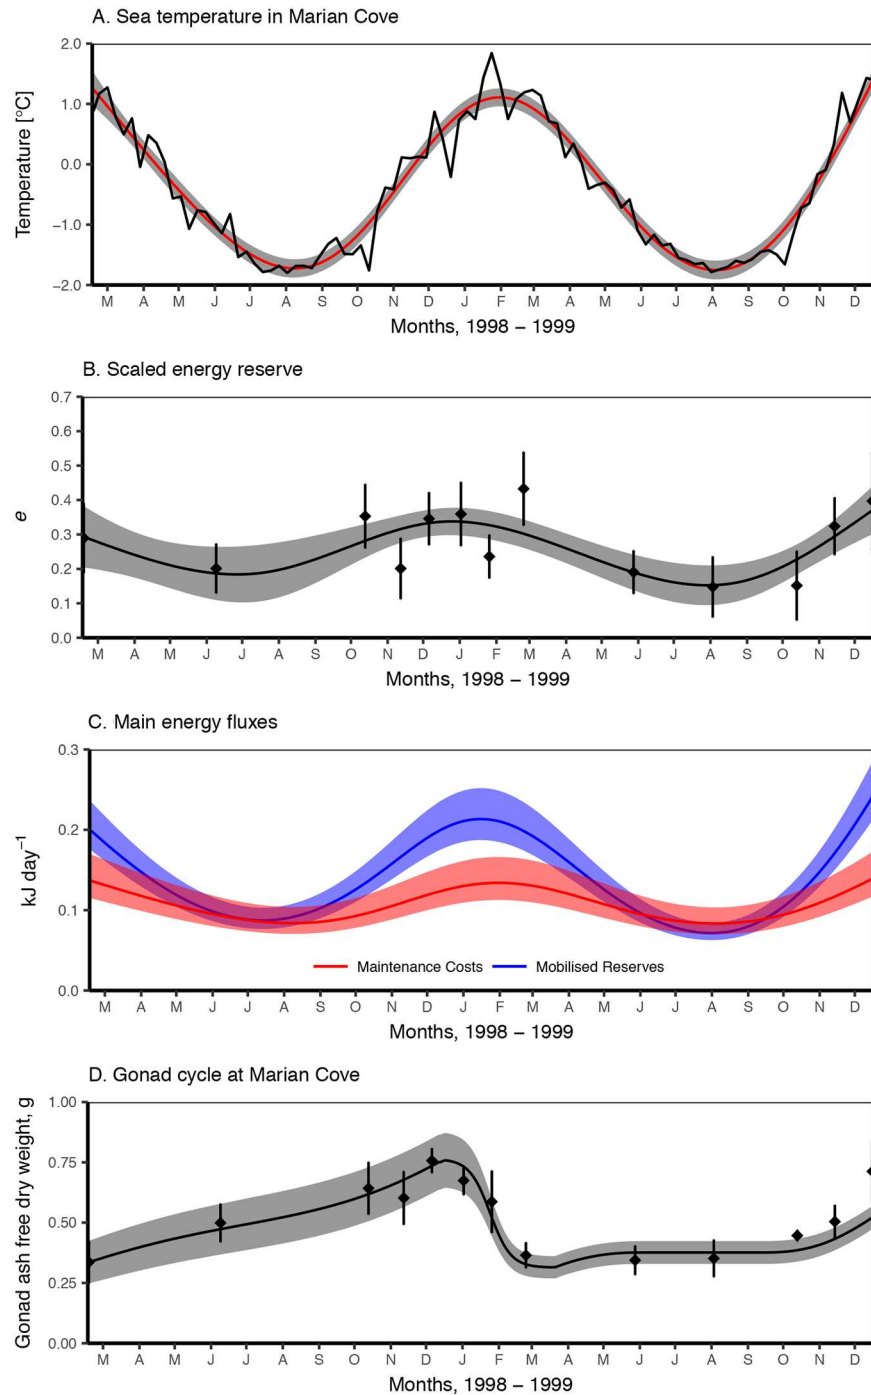 A. Sea temperature in Marian Cove
Temperature [°C]
2.0
1.0
0.0
−1.0
−2.0
M A M J J A S O N D J F M A M J J A S O N D
Months, 1998 − 1999
B. Scaled energy reserve
e
0.7
0.6
0.5
0.4
0.3
0.2
0.1
0.0
M A M J J A S O N D J F M A M J J A S O N D
Months, 1998 − 1999
C. Main energy fluxes
kJ day⁻¹
0.3
0.2
0.1
0.0
Maintenance Costs Mobilised Reserves
M A M J J A S O N D J F M A M J J A S O N D
Months, 1998 − 1999
D. Gonad cycle at Marian Cove
Gonad ash free dry weight, g
1.00
0.75
0.50
0.25
0.00
M A M J J A S O N D J F M A M J J A S O N D
Months, 1998 − 1999